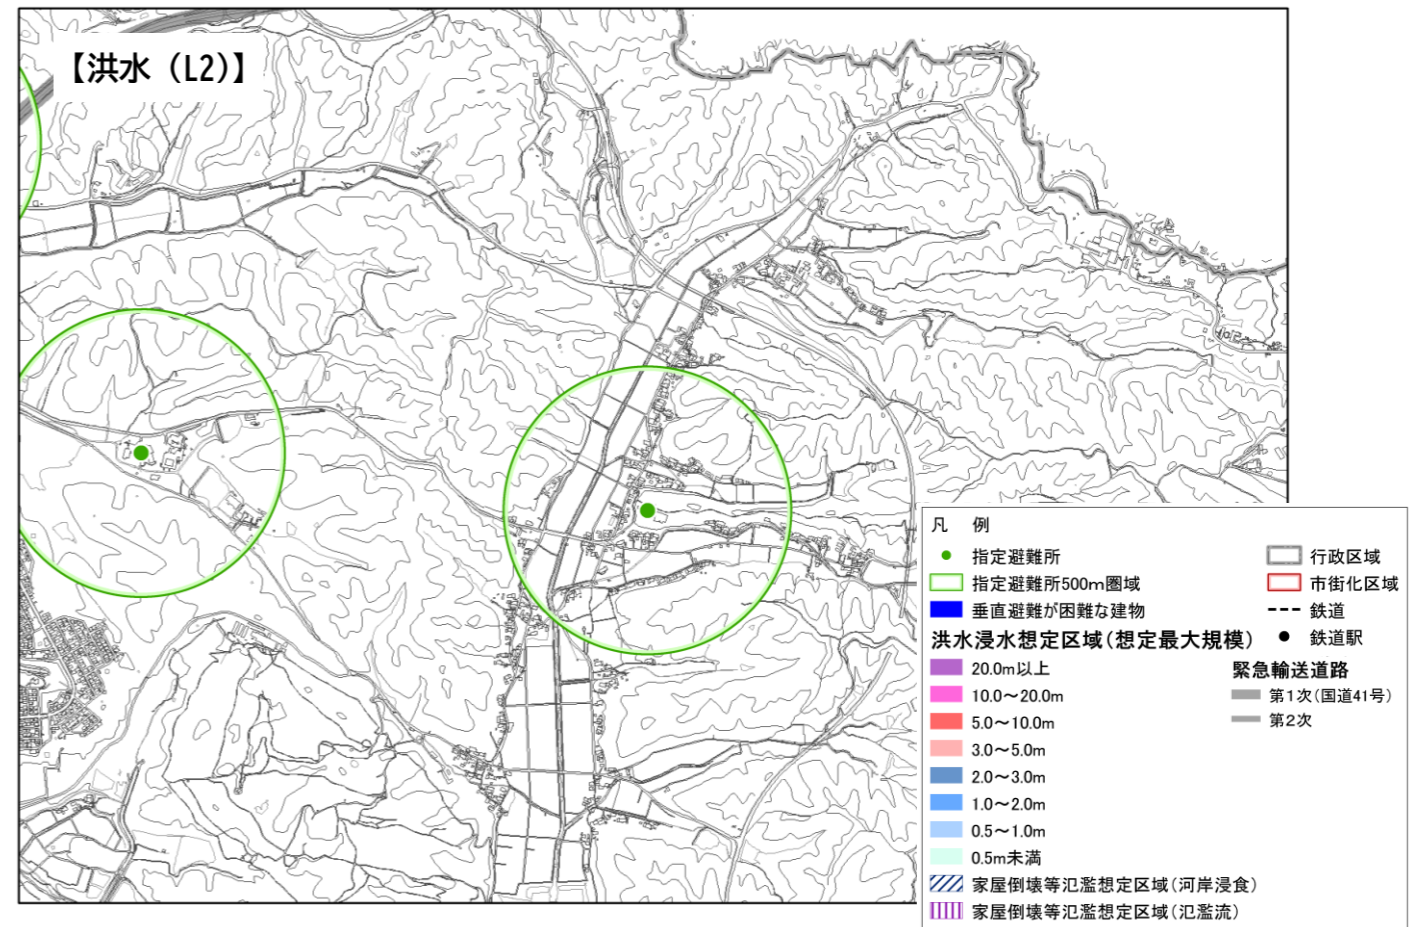 【洪水（L2）】
凡　例
指定避難所
指定避難所500m圏域
垂直避難が困難な建物
洪水浸水想定区域（想定最大規模）
20.0m以上
10.0～20.0m
5.0～10.0m
3.0～5.0m
2.0～3.0m
1.0～2.0m
0.5～1.0m
0.5m未満
家屋倒壊等氾濫想定区域（河岸浸食）
家屋倒壊等氾濫想定区域（氾濫流）
行政区域
市街化区域
鉄道
鉄道駅
緊急輸送道路
第１次（国道41号）
第２次